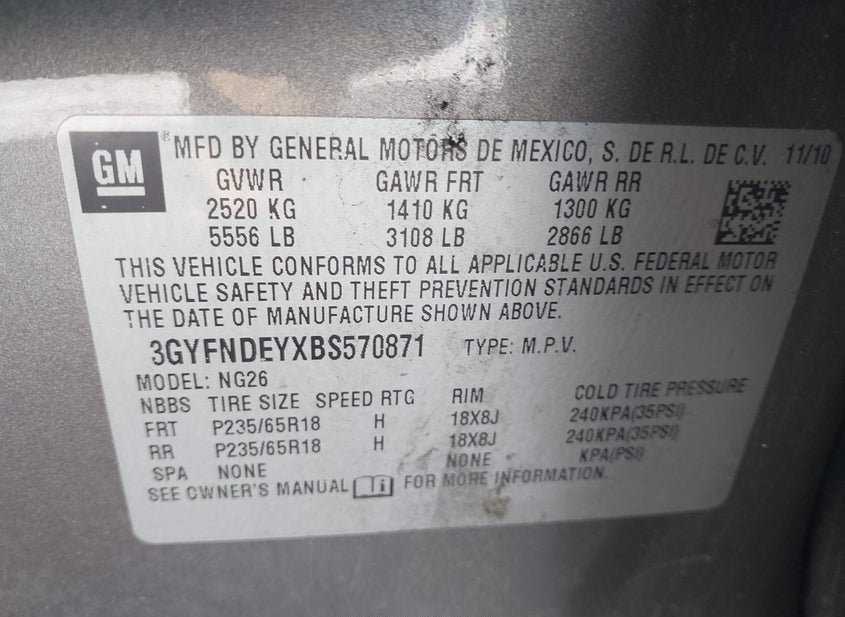 GM ® MFD BY GENERAL MOTORS DE MEXICO, S. DE R.L. DE C.V. 11/10
GVWR GAWR FRT GAWR RR
2520 KG 1410 KG 1300 KG
5556 LB 3108 LB 2866 LB
THIS VEHICLE CONFORMS TO ALL APPLICABLE U.S. FEDERAL MOTOR
VEHICLE SAFETY AND THEFT PREVENTION STANDARDS IN EFFECT ON
THE DATE OF MANUFACTURE SHOWN ABOVE.
3GYFNDEYXBS570871 TYPE: M.P.V.
MODEL: NG26
NBBS TIRE SIZE SPEED RTG RIM COLD TIRE PRESSURE
FRT P235/65R18 H 18X8J 240KPA(35PSI)
RR P235/65R18 H 18X8J 240KPA(35PSI)
SPA NONE NONE KPA(PSI)
SEE OWNER'S MANUAL i FOR MORE INFORMATION.